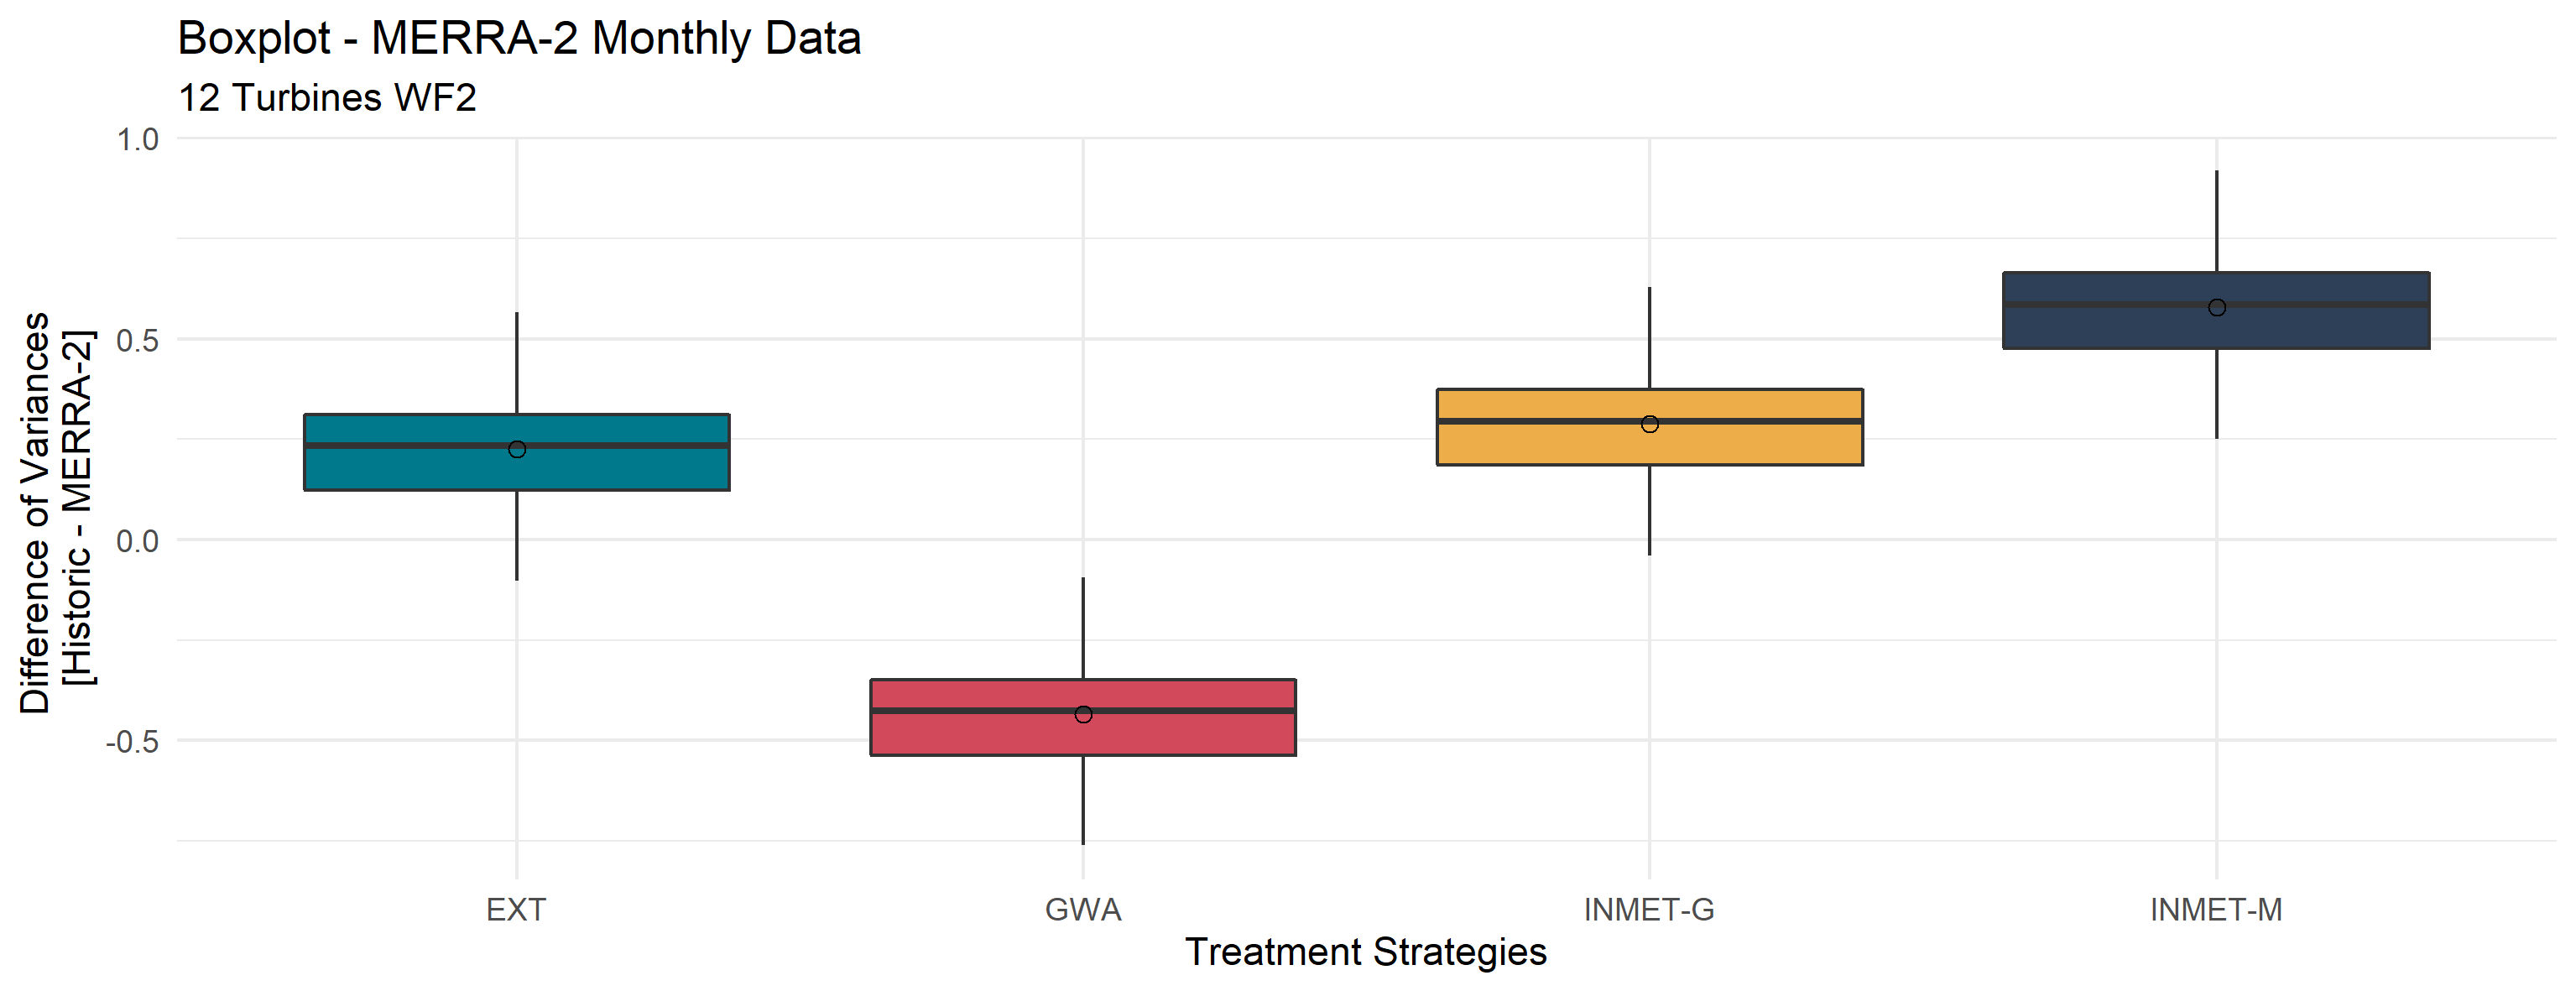 Boxplot - MERRA-2 Monthly Data
12 Turbines WF2
Difference of Variances
[Historic - MERRA-2]
1.0
0.5
0.0
-0.5
EXT
GWA
INMET-G
INMET-M
Treatment Strategies